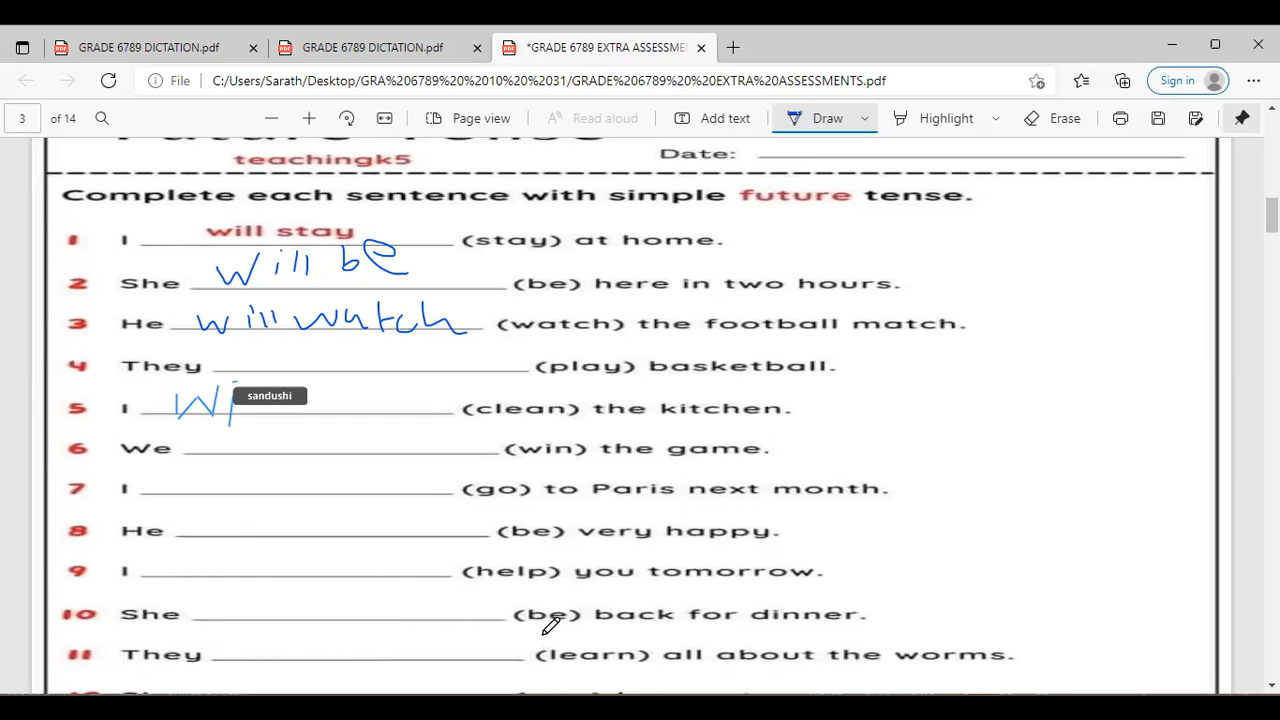 GRADE 6789 DICTATION.pdf
GRADE 6789 DICTATION.pdf
*GRADE 6789 EXTRA ASSESSME
File
C:/Users/Sarath/Desktop/GRA%206789%20%2010%20%2031/GRADE%206789%20%20EXTRA%20ASSESSMENTS.pdf
Sign in
3 of 14
Page view
Read aloud
Add text
Draw
Highlight
Erase
teachingk5
Date:
Complete each sentence with simple future tense.
1 I will stay (stay) at home.
2 She will be (be) here in two hours.
3 He will watch (watch) the football match.
4 They (play) basketball.
sandushi
5 I wi (clean) the kitchen.
6 We (win) the game.
7 I (go) to Paris next month.
8 He (be) very happy.
9 I (help) you tomorrow.
10 She (be) back for dinner.
11 They (learn) all about the worms.